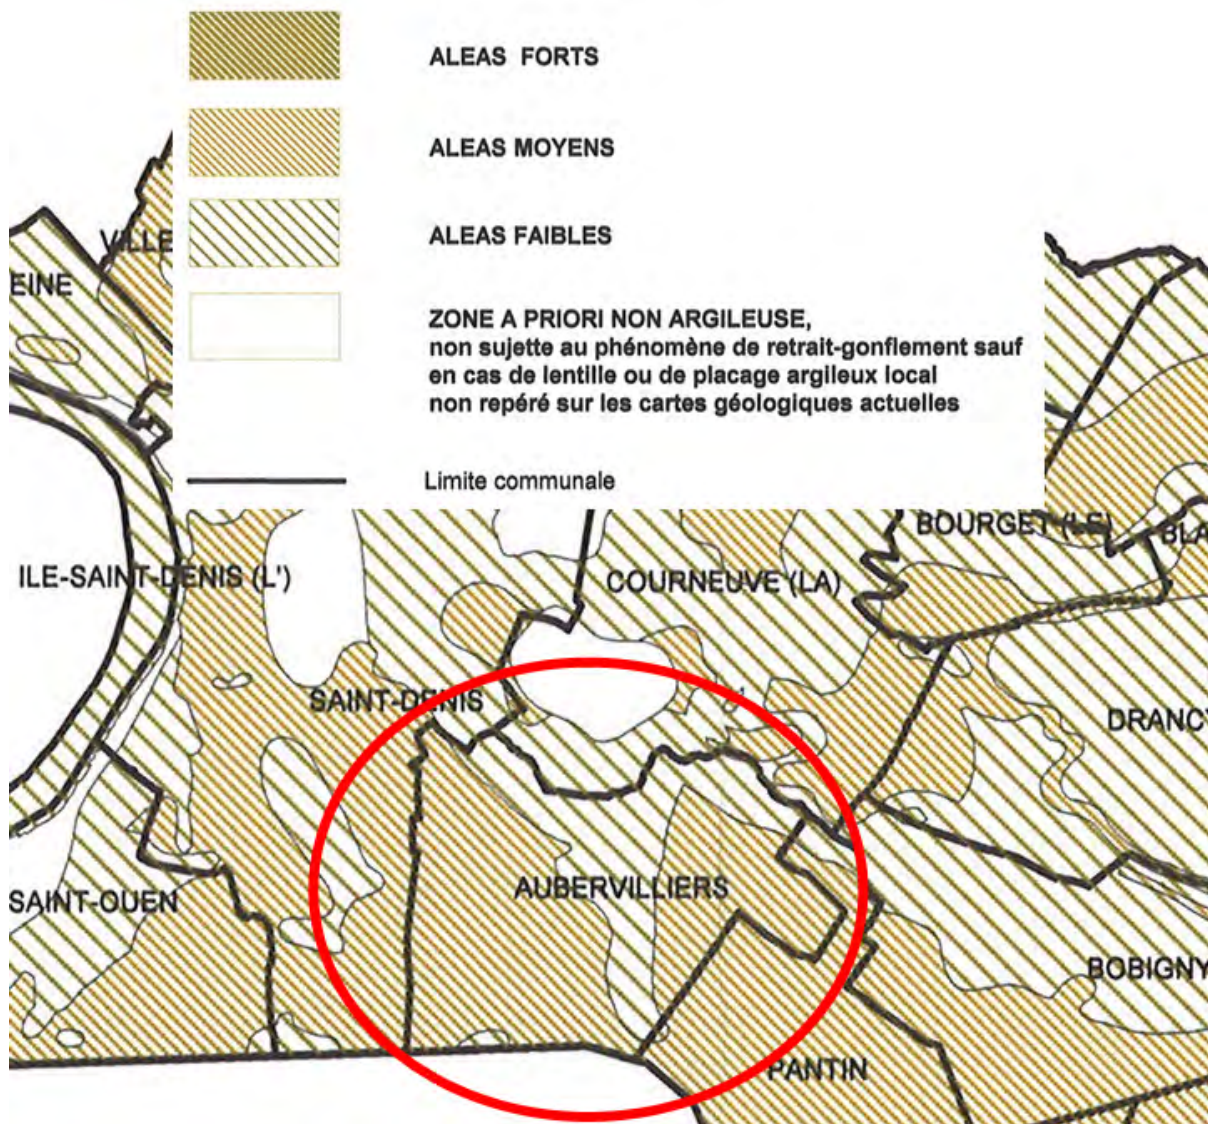 ALEAS FORTS
ALEAS MOYENS
ALEAS FAIBLES
ZONE A PRIORI NON ARGILEUSE,
non sujette au phénomène de retrait-gonflement sauf
en cas de lentille ou de placage argileux local
non repéré sur les cartes géologiques actuelles
Limite communale
VILLE
EINE
BOURGET (LE)
BLA
ILE-SAINT-DENIS (L')
COURNEUVE (LA)
SAINT-DENIS
DRANCY
AUBERVILLIERS
SAINT-OUEN
BOBIGNY
PANTIN